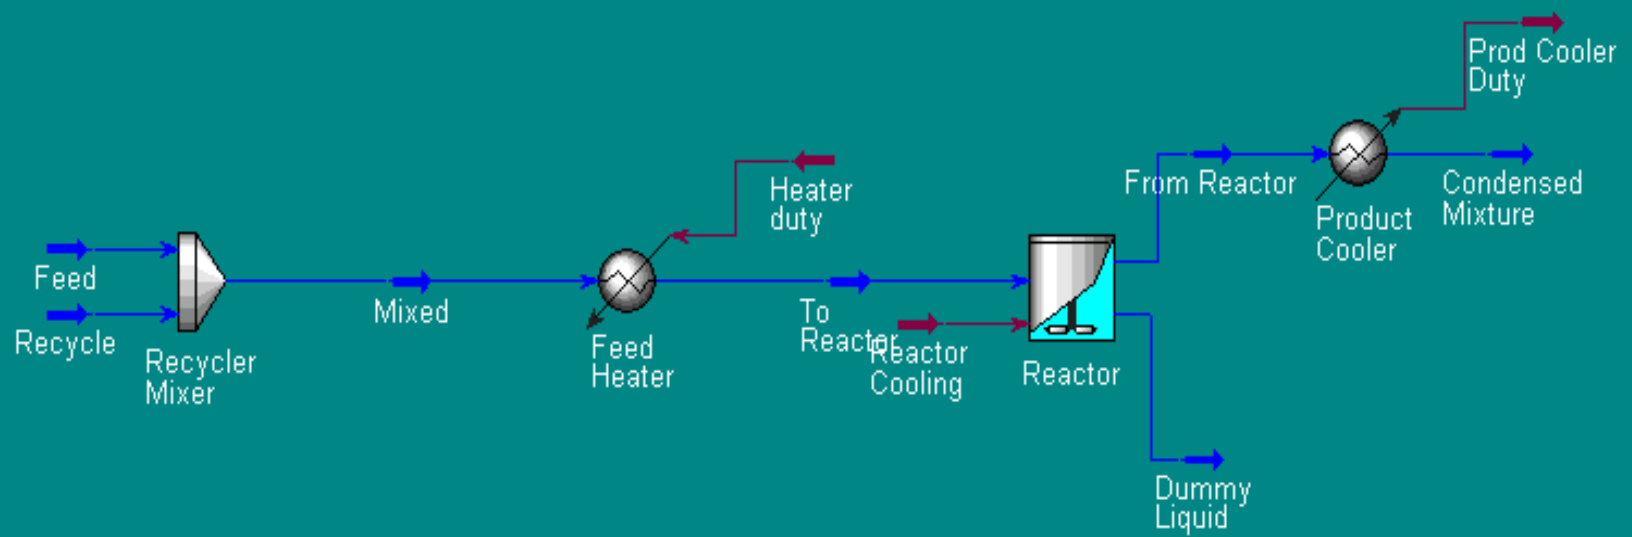 Feed
Recycle
Recycler
Mixer
Mixed
Feed
Heater
Heater
duty
To
Reactor
Reactor
Cooling
Reactor
From Reactor
Dummy
Liquid
Product
Cooler
Prod Cooler
Duty
Condensed
Mixture